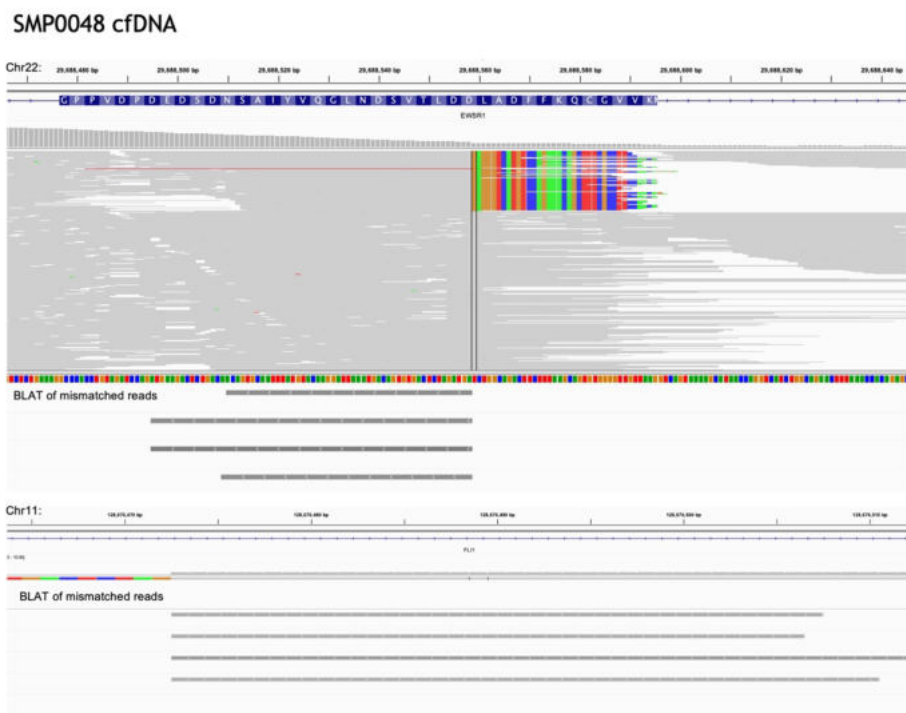 SMP0048 cfDNA
Chr22:
29,688,480 bp 29,688,500 bp 29,688,520 bp 29,688,540 bp 29,688,560 bp 29,688,580 bp 29,688,600 bp 29,688,620 bp 29,688,640 bp
G P P V D P D E D S D N S A I Y V Q G L N D S V T L D D L A D F F K Q C G V V K
EWSR1
BLAT of mismatched reads
Chr11:
FLI1
BLAT of mismatched reads